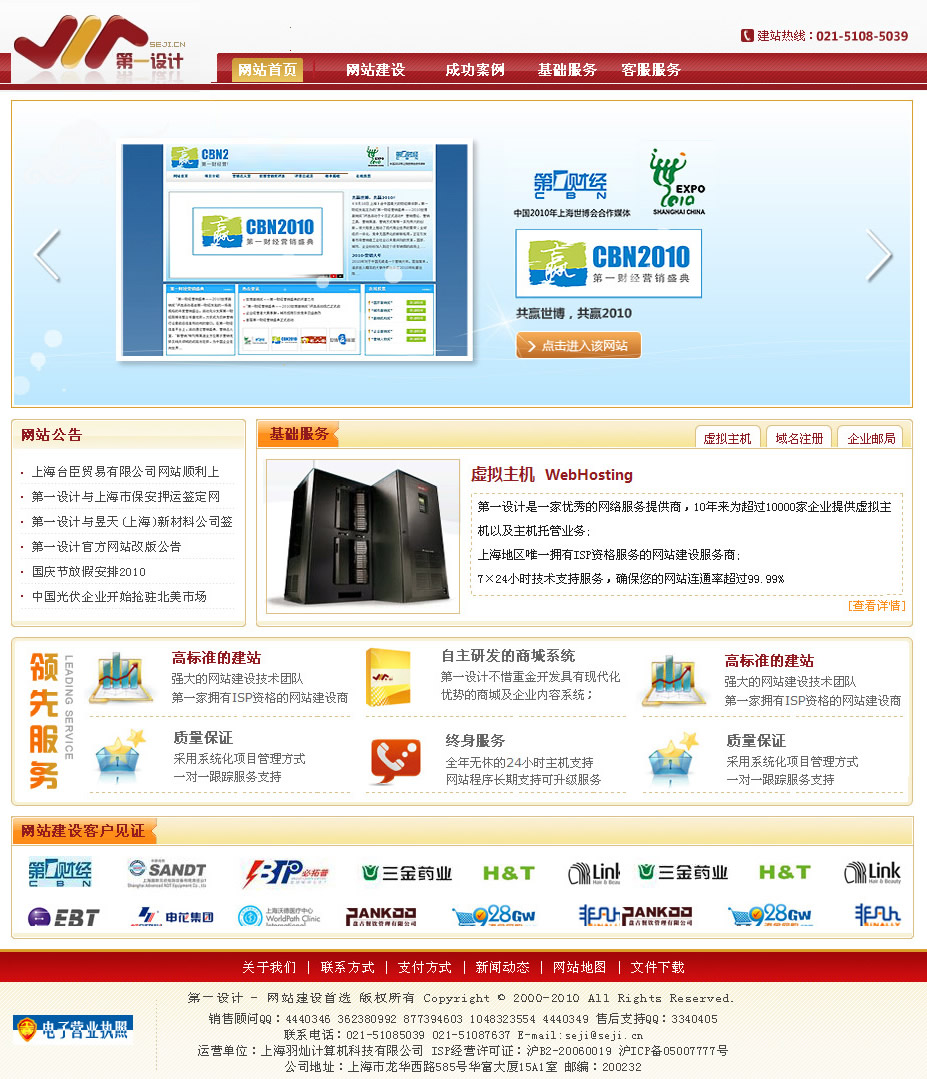 SEJI.CN
第一设计
建站热线：021-5108-5039
网站首页 网站建设 成功案例 基础服务 客服服务
CBN2
CBN2010
第一财经营销盛典
第一财经
CBN
中国2010年上海世博会合作媒体
EXPO
2010
SHANGHAI CHINA
CBN2010
第一财经营销盛典
共赢世博，共赢2010
点击进入该网站
网站公告
上海台臣贸易有限公司网站顺利上
第一设计与上海市保安押运签定网
第一设计与昱天(上海)新材料公司签
第一设计官方网站改版公告
国庆节放假安排2010
中国光伏企业开始抢驻北美市场
基础服务
虚拟主机 域名注册 企业邮局
虚拟主机 WebHosting
第一设计是一家优秀的网络服务提供商，10年来为超过10000家企业提供虚拟主
机以及主机托管业务;
上海地区唯一拥有ISP资格服务的网站建设服务商;
7×24小时技术支持服务，确保您的网站连通率超过99.99%
[查看详情]
领先服务
LEADING SERVICE
高标准的建站
强大的网站建设技术团队
第一家拥有ISP资格的网站建设商
自主研发的商城系统
第一设计不惜重金开发具有现代化
优势的商城及企业内容系统；
高标准的建站
强大的网站建设技术团队
第一家拥有ISP资格的网站建设商
质量保证
采用系统化项目管理方式
一对一跟踪服务支持
终身服务
全年无休的24小时主机支持
网站程序长期支持可升级服务
质量保证
采用系统化项目管理方式
一对一跟踪服务支持
网站建设客户见证
第一财经 CBN SANDT BTP 必拓普 三金药业 H&T Link 三金药业 H&T Link Hair & Beauty
EBT 申花集团 上海沃德医疗中心 WorldPath Clinic International PANKOO 盘古餐饮管理有限公司 28GW 非凡 PANKOO 盘古餐饮管理有限公司 28GW 非凡
关于我们 | 联系方式 | 支付方式 | 新闻动态 | 网站地图 | 文件下载
电子营业执照
第一设计 - 网站建设首选 版权所有 Copyright © 2000-2010 All Rights Reserved.
销售顾问QQ：4440346 362380992 877394603 1048323554 4440349 售后支持QQ：3340405
联系电话：021-51085039 021-51087637 E-mail:seji@seji.cn
运营单位：上海羽灿计算机科技有限公司 ISP经营许可证：沪B2-20060019 沪ICP备05007777号
公司地址：上海市龙华西路585号华富大厦15A1室 邮编：200232